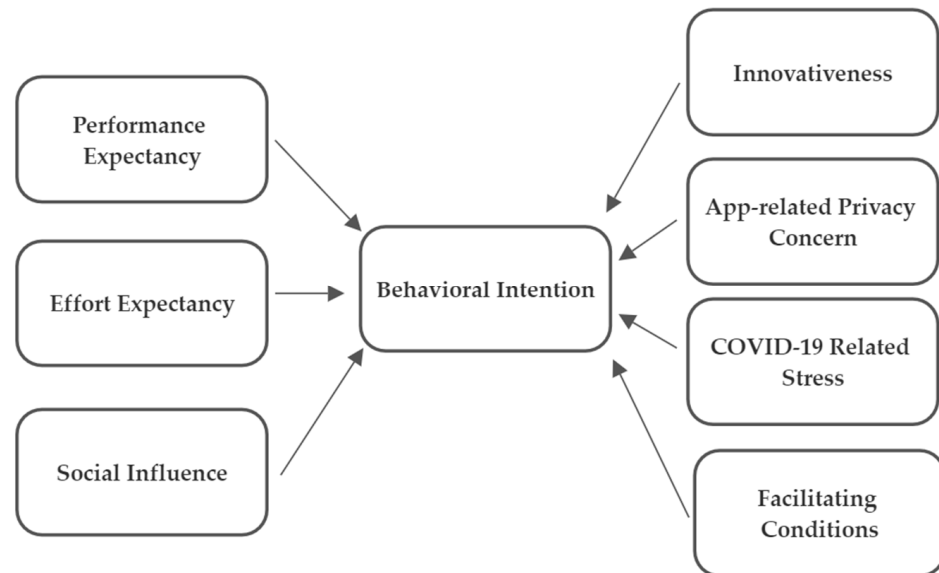 Performance
Expectancy
Effort Expectancy
Social Influence
Behavioral Intention
Innovativeness
App-related Privacy
Concern
COVID-19 Related
Stress
Facilitating
Conditions